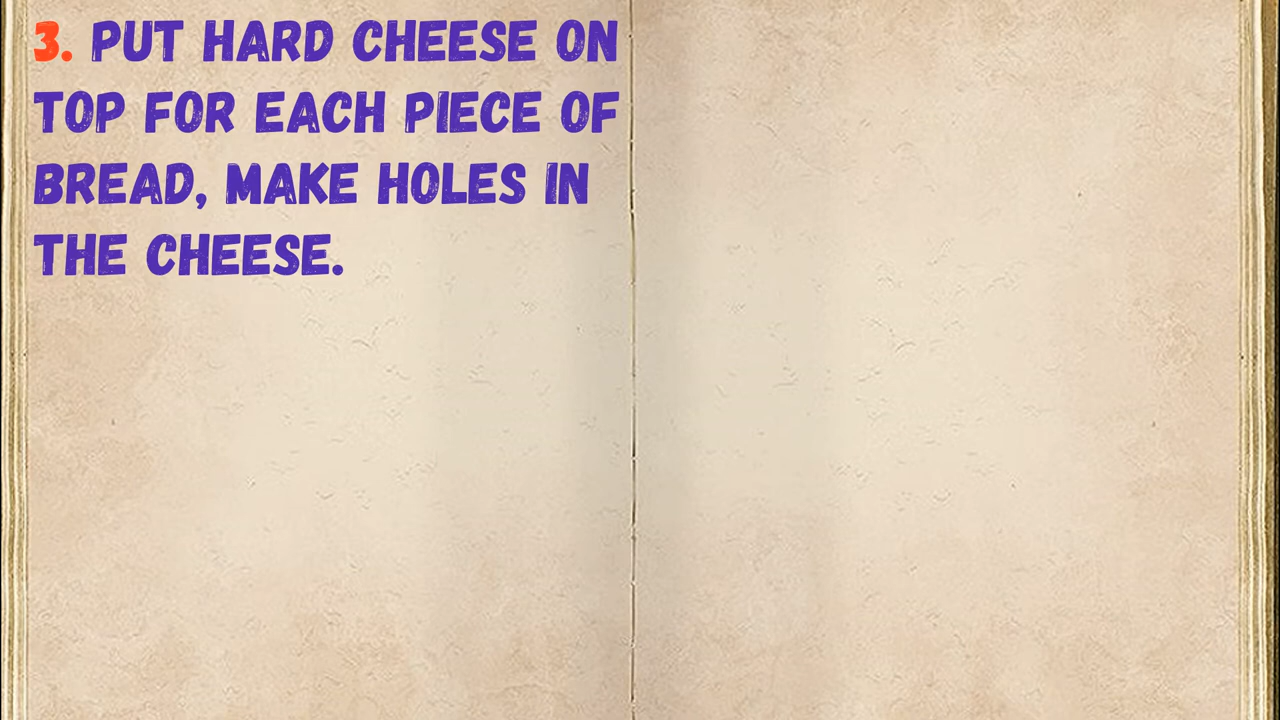 3. PUT HARD CHEESE ON
TOP FOR EACH PIECE OF
BREAD, MAKE HOLES IN
THE CHEESE.